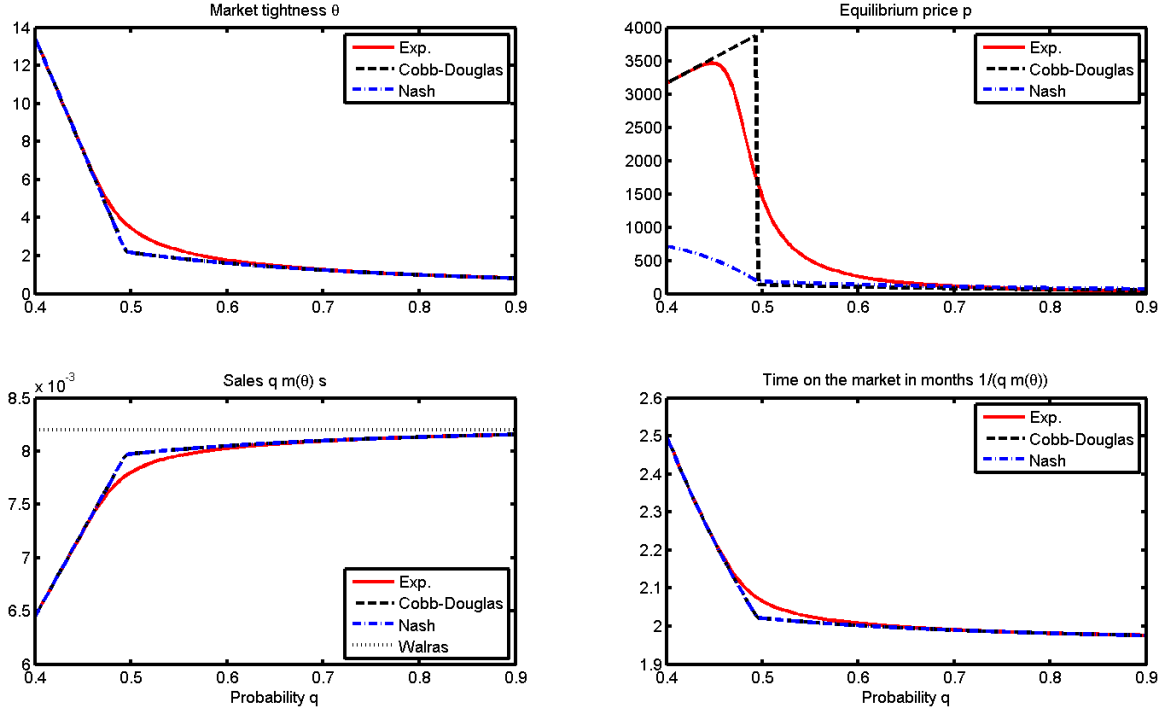 Market tightness θ
14
12
10
8
6
4
2
0
0.4 0.5 0.6 0.7 0.8 0.9
Exp.
Cobb-Douglas
Nash
Equilibrium price p
4000
3500
3000
2500
2000
1500
1000
500
0
0.4 0.5 0.6 0.7 0.8 0.9
Exp.
Cobb-Douglas
Nash
Sales q m(θ) s
x 10⁻³
8.5
8
7.5
7
6.5
6
0.4 0.5 0.6 0.7 0.8 0.9
Probability q
Exp.
Cobb-Douglas
Nash
Walras
Time on the market in months 1/(q m(θ))
2.6
2.5
2.4
2.3
2.2
2.1
2
1.9
0.4 0.5 0.6 0.7 0.8 0.9
Probability q
Exp.
Cobb-Douglas
Nash